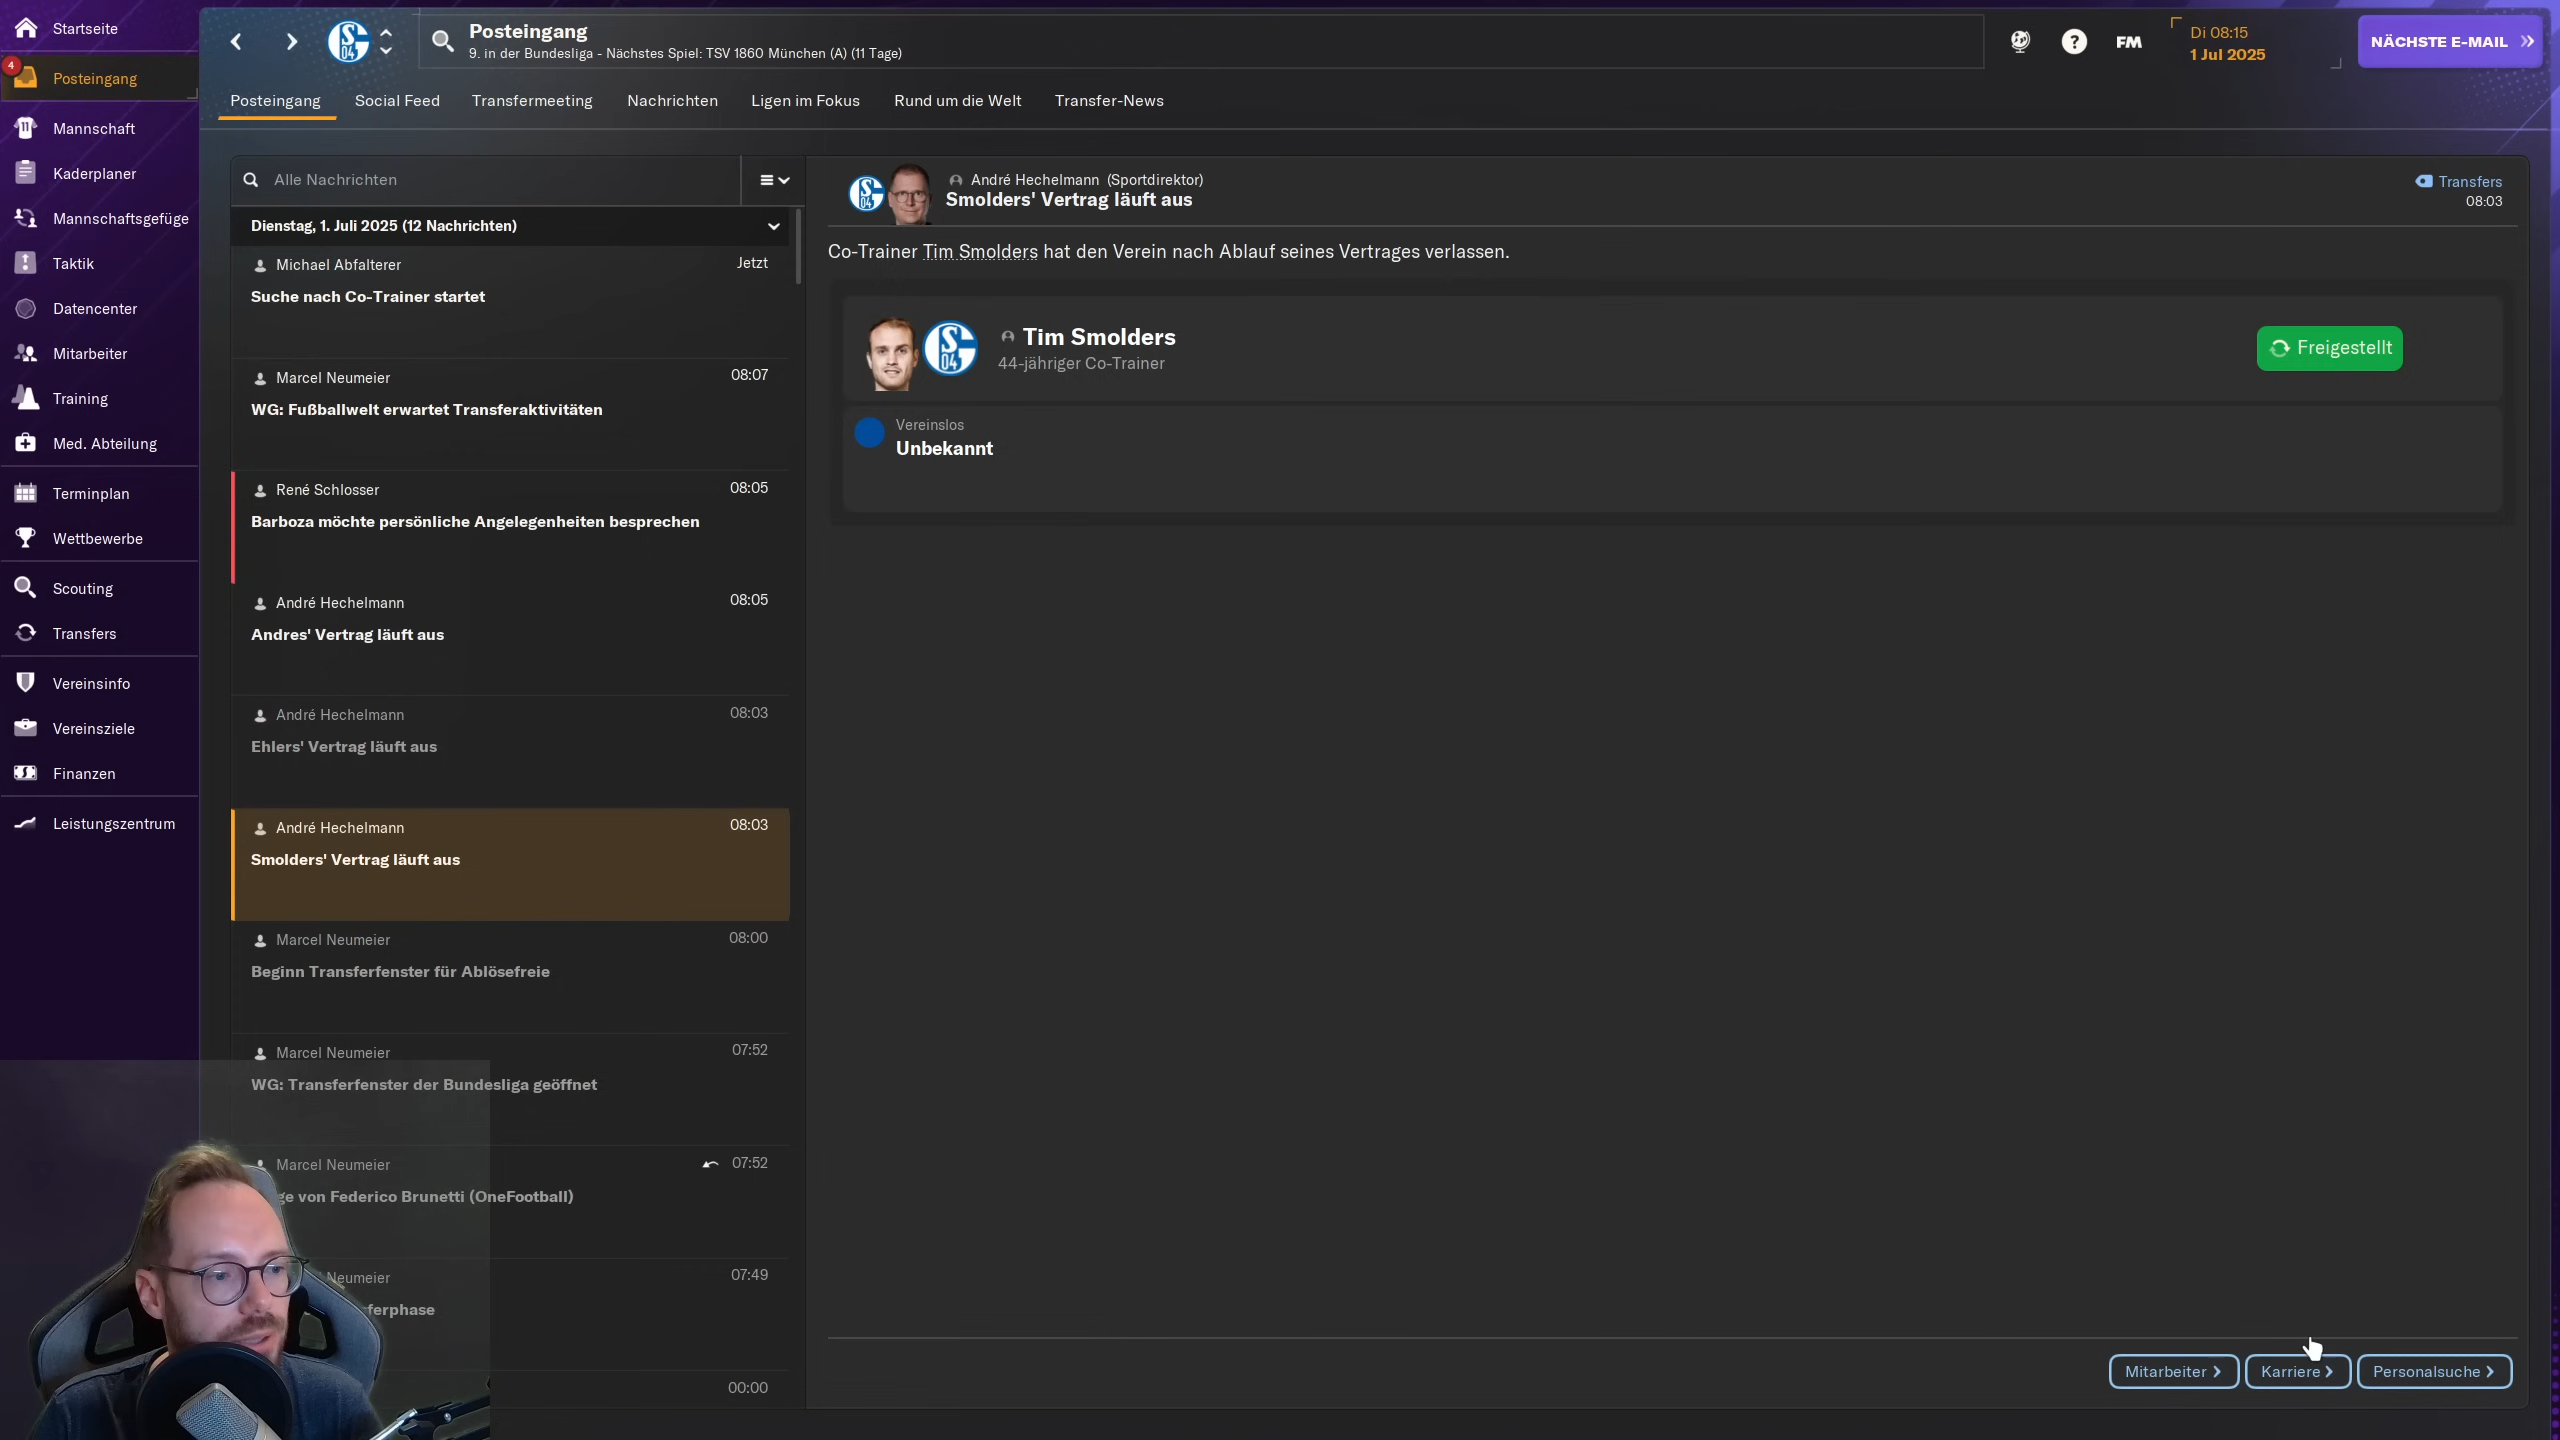 Startseite
4
Posteingang
Mannschaft
Kaderplaner
Mannschaftsgefüge
Taktik
Datencenter
Mitarbeiter
Training
Med. Abteilung
Terminplan
Wettbewerbe
Scouting
Transfers
Vereinsinfo
Vereinsziele
Finanzen
Leistungszentrum
Posteingang
9. in der Bundesliga - Nächstes Spiel: TSV 1860 München (A) (11 Tage)
FM
Di 08:15
1 Jul 2025
NÄCHSTE E-MAIL
Posteingang
Social Feed
Transfermeeting
Nachrichten
Ligen im Fokus
Rund um die Welt
Transfer-News
Alle Nachrichten
Dienstag, 1. Juli 2025 (12 Nachrichten)
Michael Abfalterer
Jetzt
Suche nach Co-Trainer startet
Marcel Neumeier
08:07
WG: Fußballwelt erwartet Transferaktivitäten
René Schlosser
08:05
Barboza möchte persönliche Angelegenheiten besprechen
André Hechelmann
08:05
Andres' Vertrag läuft aus
André Hechelmann
08:03
Ehlers' Vertrag läuft aus
André Hechelmann
08:03
Smolders' Vertrag läuft aus
Marcel Neumeier
08:00
Beginn Transferfenster für Ablösefreie
Marcel Neumeier
07:52
WG: Transferfenster der Bundesliga geöffnet
Marcel Neumeier
07:52
von Federico Brunetti (OneFootball)
Neumeier
07:49
00:00
André Hechelmann (Sportdirektor)
Smolders' Vertrag läuft aus
Transfers
08:03
Co-Trainer Tim Smolders hat den Verein nach Ablauf seines Vertrages verlassen.
Tim Smolders
44-jähriger Co-Trainer
Freigestellt
Vereinslos
Unbekannt
Mitarbeiter
Karriere
Personalsuche